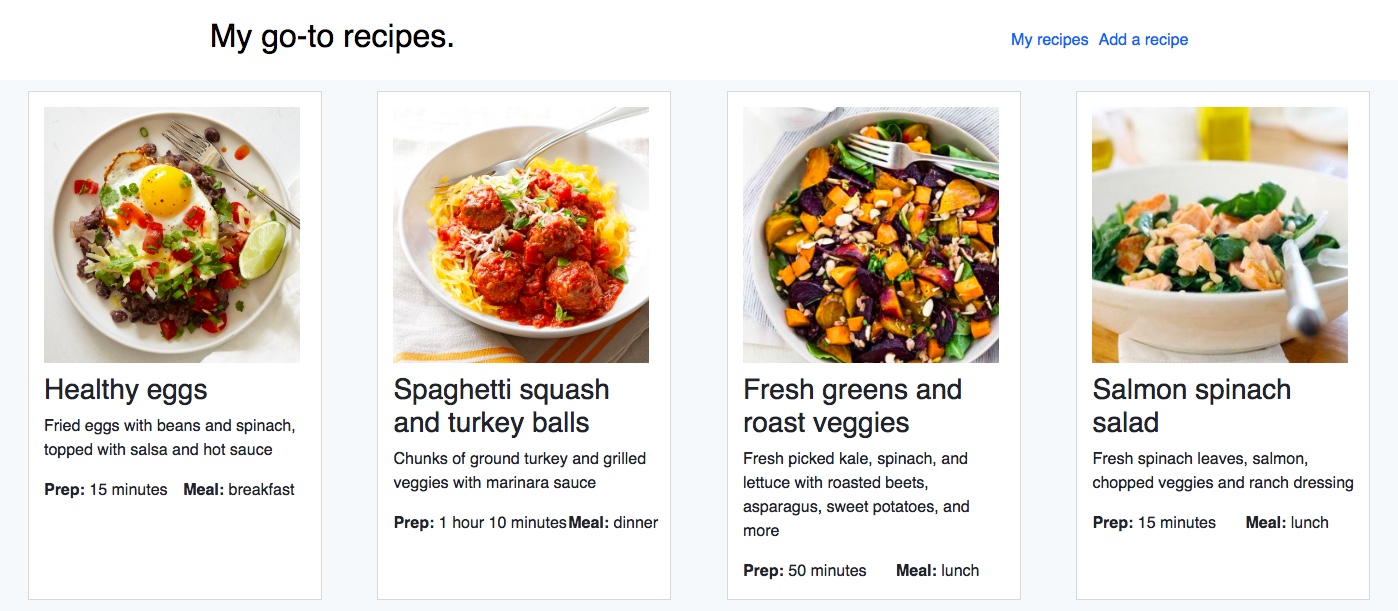 My go-to recipes.
My recipes Add a recipe
Healthy eggs
Fried eggs with beans and spinach,
topped with salsa and hot sauce
Prep: 15 minutes Meal: breakfast
Spaghetti squash
and turkey balls
Chunks of ground turkey and grilled
veggies with marinara sauce
Prep: 1 hour 10 minutes Meal: dinner
Fresh greens and
roast veggies
Fresh picked kale, spinach, and
lettuce with roasted beets,
asparagus, sweet potatoes, and
more
Prep: 50 minutes Meal: lunch
Salmon spinach
salad
Fresh spinach leaves, salmon,
chopped veggies and ranch dressing
Prep: 15 minutes Meal: lunch